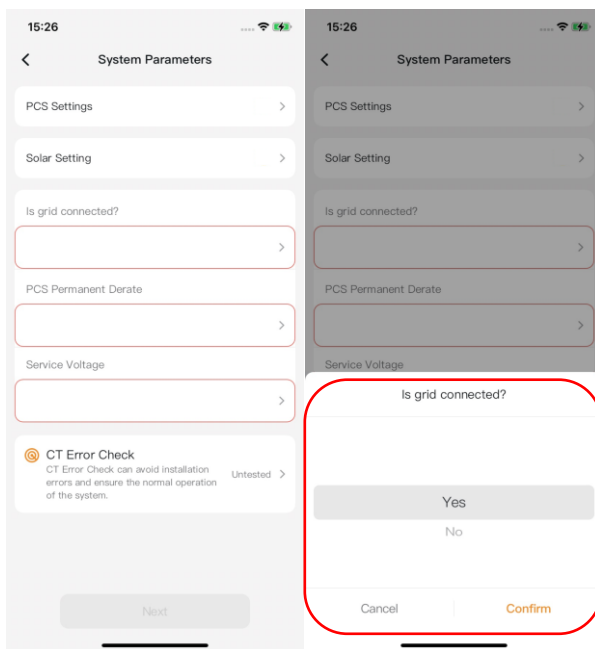 15:26
System Parameters
PCS Settings
Solar Setting
Is grid connected?
PCS Permanent Derate
Service Voltage
CT Error Check
CT Error Check can avoid installation
errors and ensure the normal operation
of the system.
Untested
Next
15:26
System Parameters
PCS Settings
Solar Setting
Is grid connected?
PCS Permanent Derate
Service Voltage
Is grid connected?
Yes
No
Cancel
Confirm